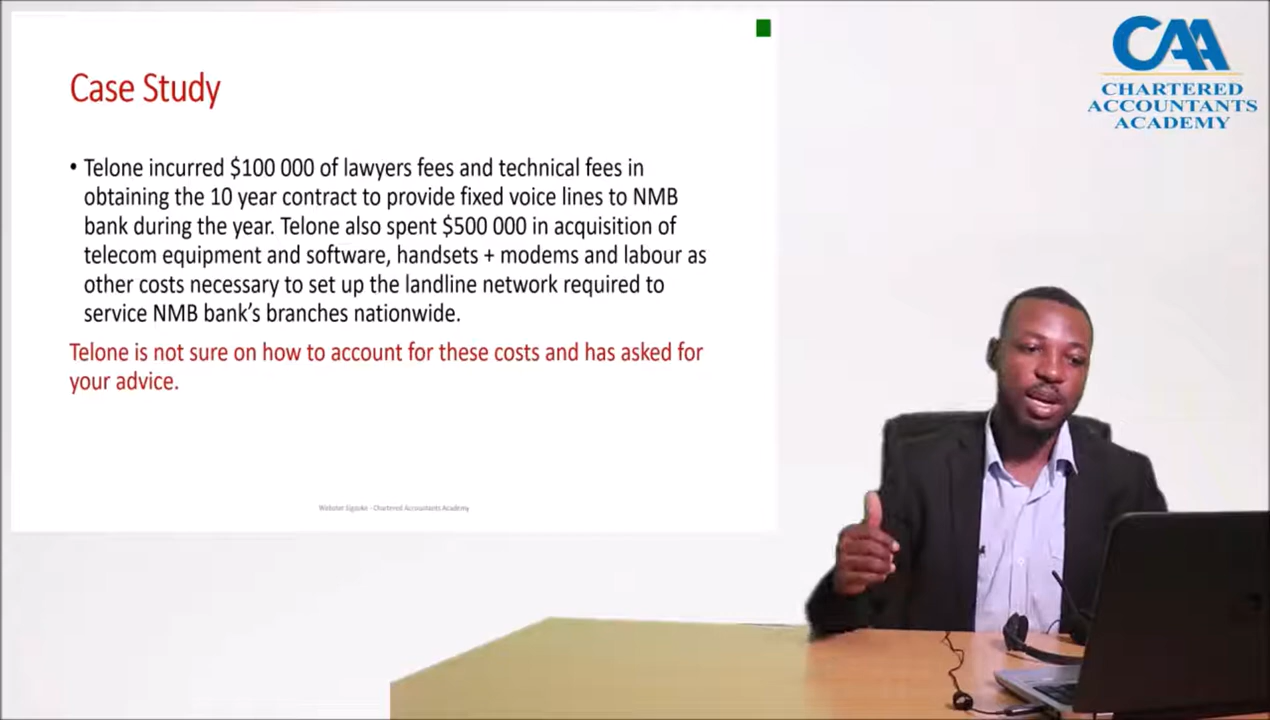 Case Study
• Telone incurred $100 000 of lawyers fees and technical fees in
obtaining the 10 year contract to provide fixed voice lines to NMB
bank during the year. Telone also spent $500 000 in acquisition of
telecom equipment and software, handsets + modems and labour as
other costs necessary to set up the landline network required to
service NMB bank's branches nationwide.
Telone is not sure on how to account for these costs and has asked for
your advice.
- Chartered Accountants Academy
CAA
CHARTERED
ACCOUNTANTS
ACADEMY